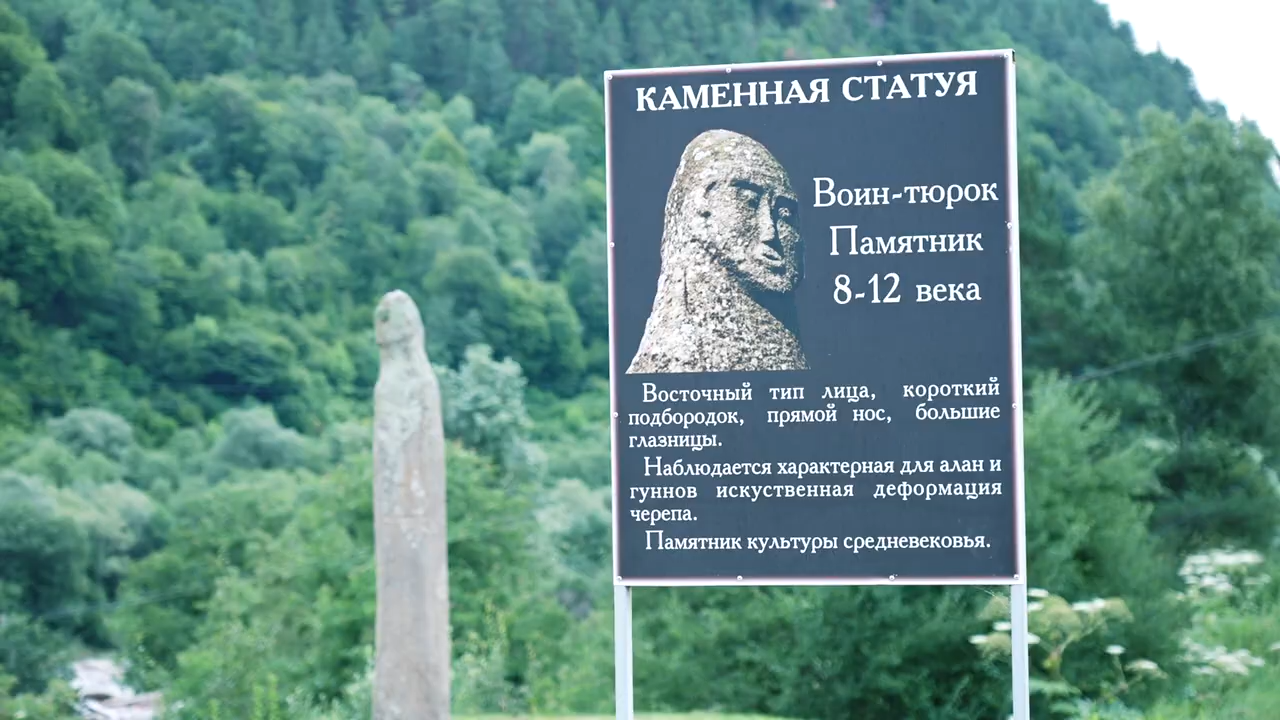 КАМЕННАЯ СТАТУЯ
Воин-тюрок
Памятник
8-12 века
Восточный тип лица, короткий
подбородок, прямой нос, большие
глазницы.
Наблюдается характерная для алан и
гуннов искуственная деформация
черепа.
Памятник культуры средневековья.